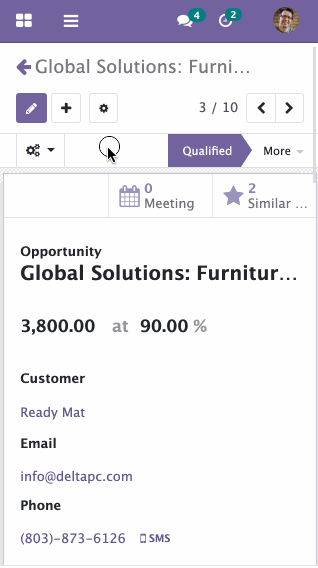 4
2
Global Solutions: Furni...
3 / 10
Qualified
More
0
Meeting
2
Similar ...
Opportunity
Global Solutions: Furnitur...
3,800.00 at 90.00 %
Customer
Ready Mat
Email
info@deltapc.com
Phone
(803)-873-6126 SMS